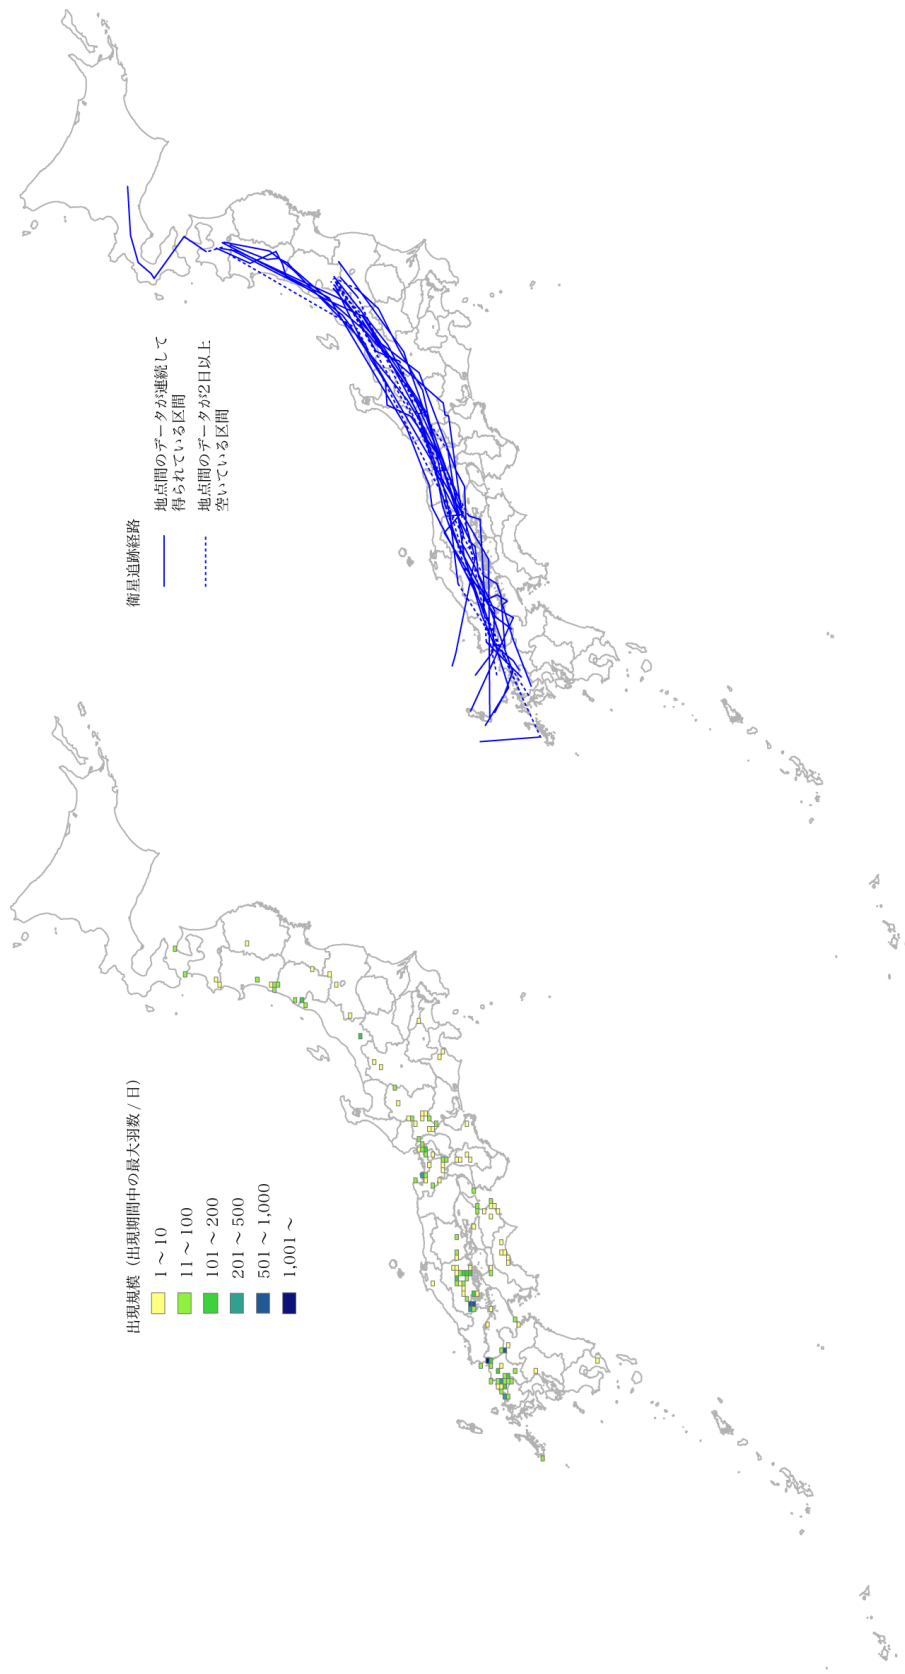 衛星追跡経路
地点間のデータが連続して
得られている区間
地点間のデータが2日以上
空いている区間
出現規模（出現期間中の最大羽数 / 日）
1 ～ 10
11 ～ 100
101 ～ 200
201 ～ 500
501 ～ 1,000
1,001 ～